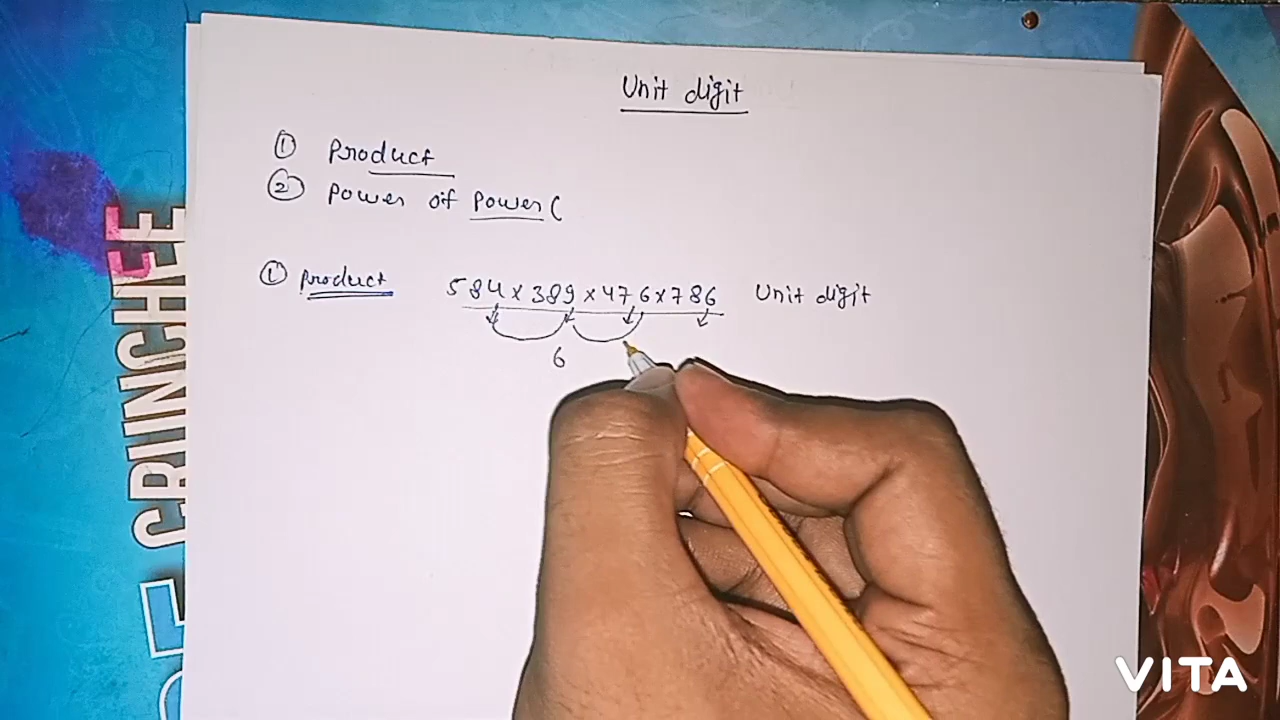 Unit digit
① Product
② Power of Power (
① Product 584 × 389 × 476 × 786 Unit digit
6
CRUNCHEE
VITA